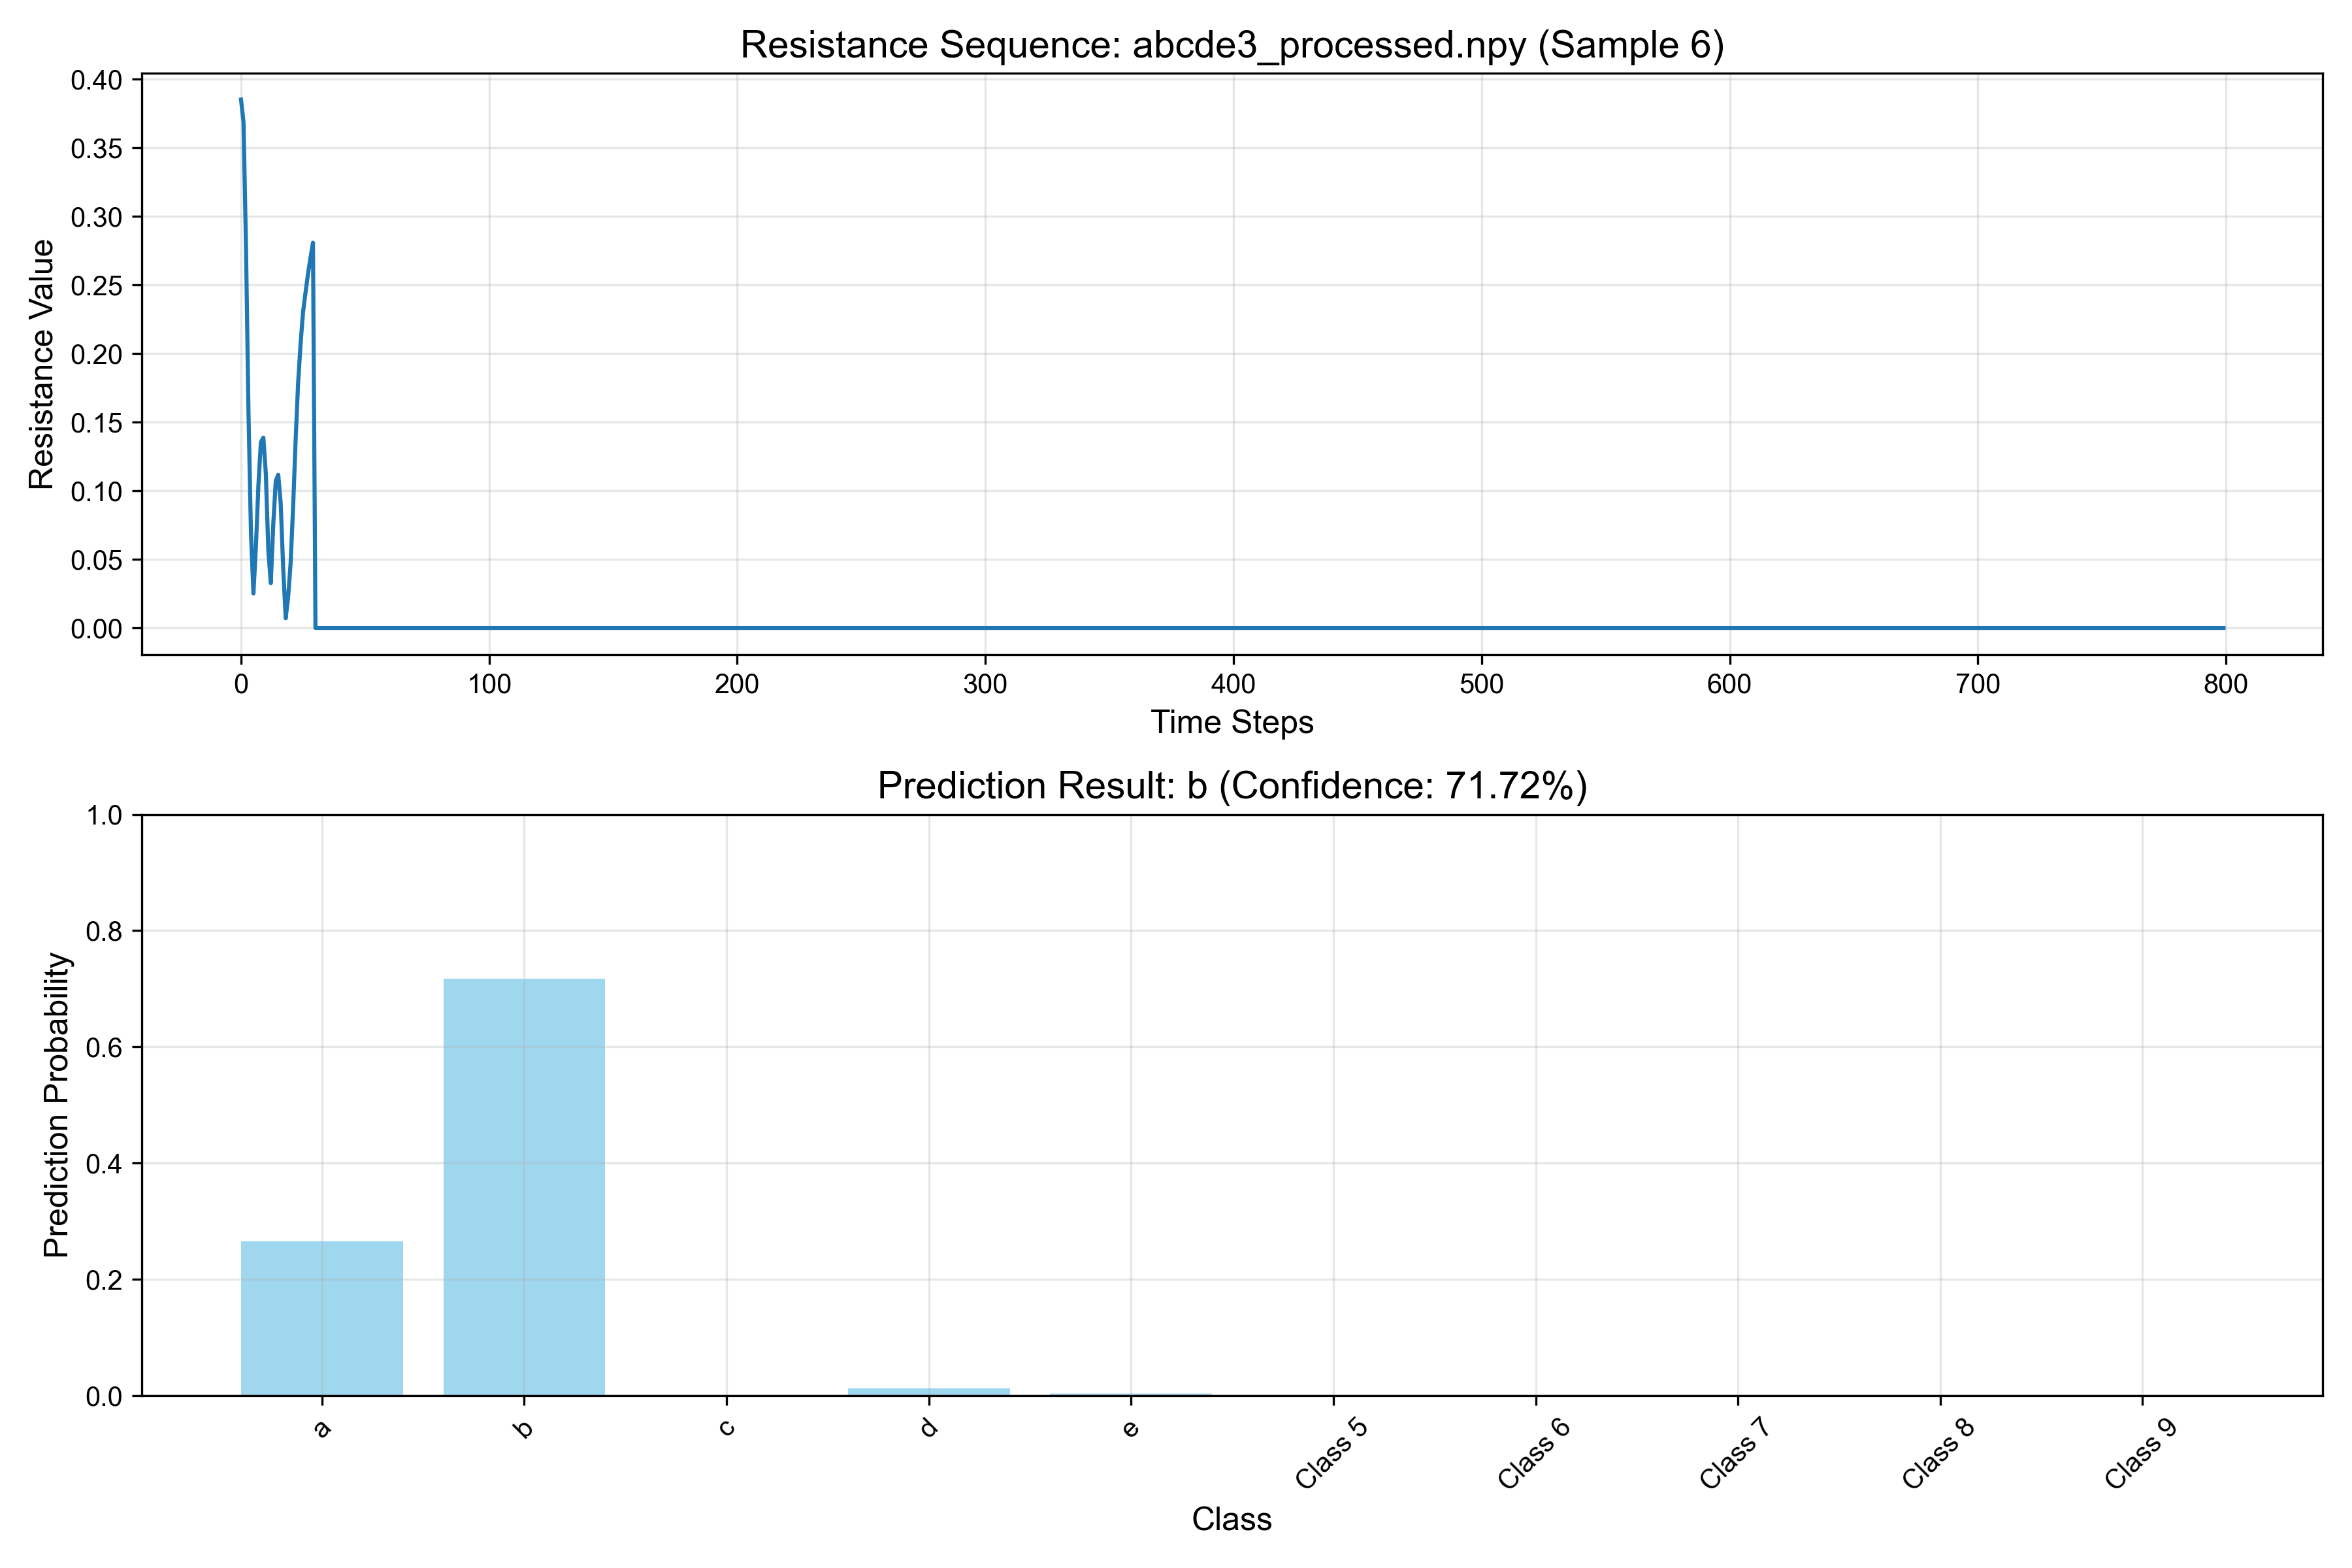 Resistance Sequence: abcde3_processed.npy (Sample 6)
Resistance Value
0.40
0.35
0.30
0.25
0.20
0.15
0.10
0.05
0.00
0 100 200 300 400 500 600 700 800
Time Steps
Prediction Result: b (Confidence: 71.72%)
Prediction Probability
1.0
0.8
0.6
0.4
0.2
0.0
a b c d e Class 5 Class 6 Class 7 Class 8 Class 9
Class